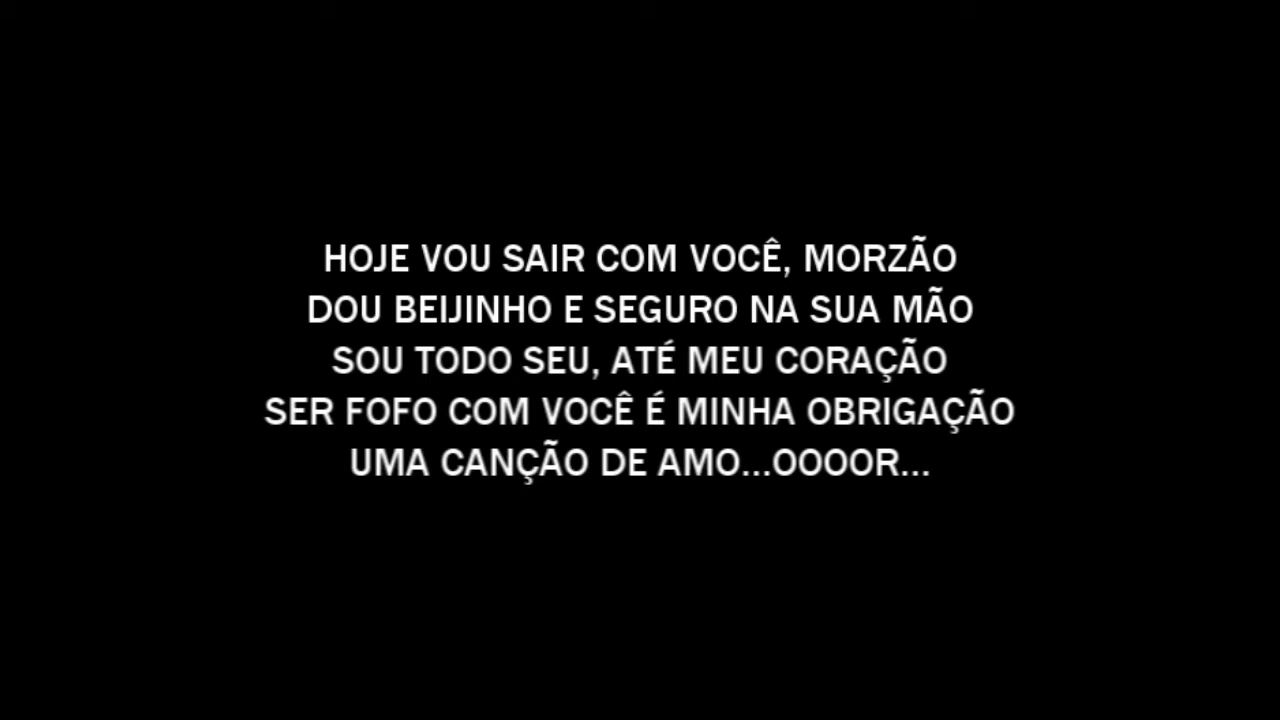 HOJE VOU SAIR COM VOCÊ, MORZÃO
DOU BEIJINHO E SEGURO NA SUA MÃO
SOU TODO SEU, ATÉ MEU CORAÇÃO
SER FOFO COM VOCÊ É MINHA OBRIGAÇÃO
UMA CANÇÃO DE AMO...OOOOR...